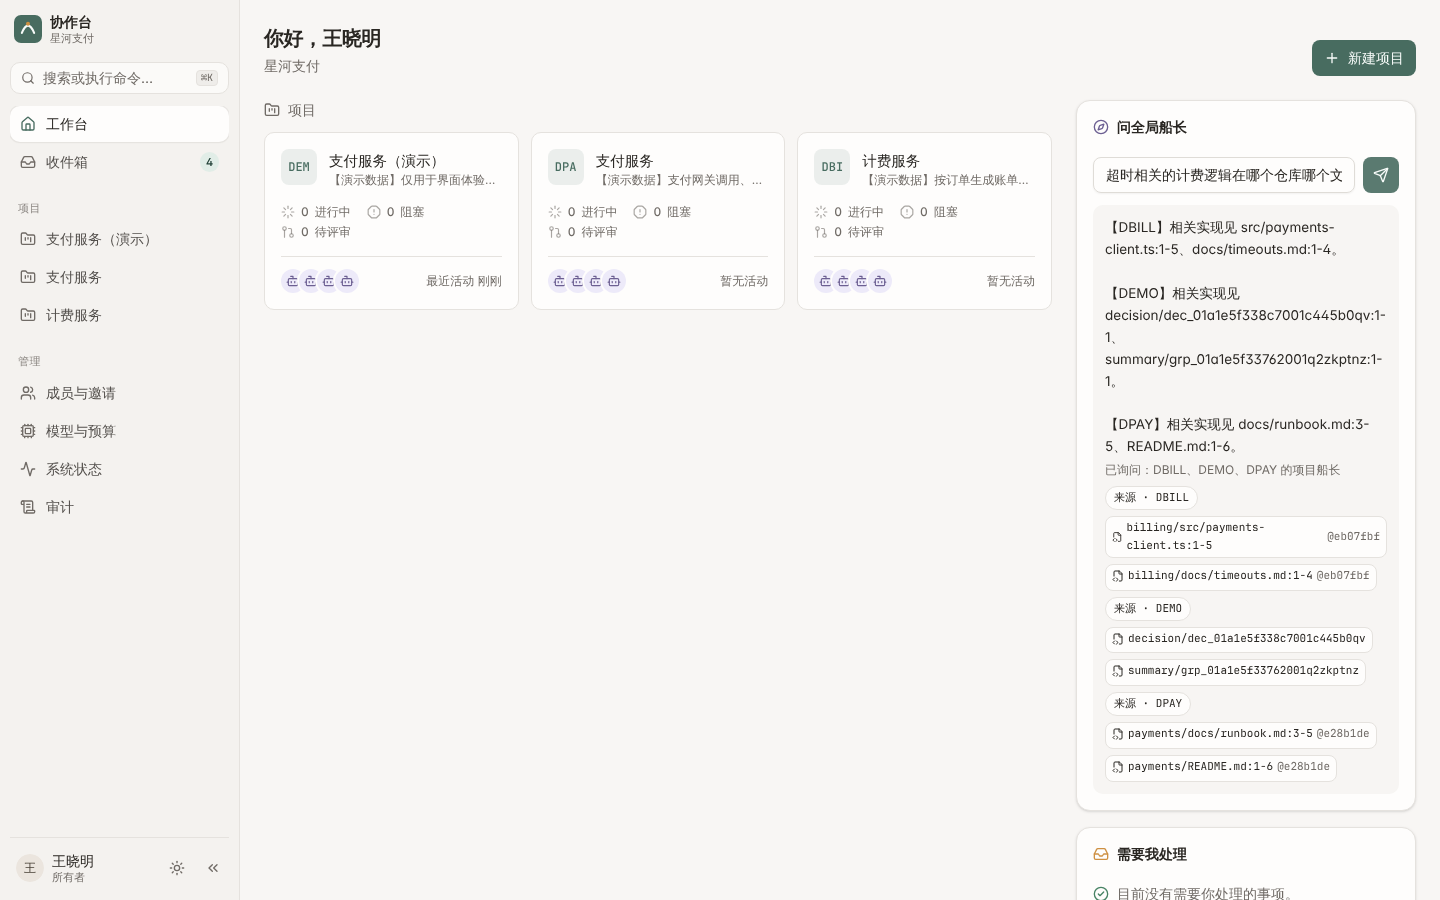 协作台
星河支付
搜索或执行命令... ⌘K
工作台
收件箱 4
项目
支付服务（演示）
支付服务
计费服务
管理
成员与邀请
模型与预算
系统状态
审计
王 王晓明
所有者
你好，王晓明
星河支付
新建项目
项目
DEM 支付服务（演示）
【演示数据】仅用于界面体验...
0 进行中 0 阻塞
0 待评审
最近活动 刚刚
DPA 支付服务
【演示数据】支付网关调用、...
0 进行中 0 阻塞
0 待评审
暂无活动
DBI 计费服务
【演示数据】按订单生成账单...
0 进行中 0 阻塞
0 待评审
暂无活动
问全局船长
超时相关的计费逻辑在哪个仓库哪个文
【DBILL】相关实现见 src/payments-
client.ts:1-5、docs/timeouts.md:1-4。
【DEMO】相关实现见
decision/dec_01a1e5f338c7001c445b0qv:1-
1、
summary/grp_01a1e5f33762001q2zkptnz:1-
1。
【DPAY】相关实现见 docs/runbook.md:3-
5、README.md:1-6。
已询问：DBILL、DEMO、DPAY 的项目船长
来源 · DBILL
billing/src/payments-
client.ts:1-5 @eb07fbf
billing/docs/timeouts.md:1-4 @eb07fbf
来源 · DEMO
decision/dec_01a1e5f338c7001c445b0qv
summary/grp_01a1e5f33762001q2zkptnz
来源 · DPAY
payments/docs/runbook.md:3-5 @e28b1de
payments/README.md:1-6 @e28b1de
需要我处理
目前没有需要你处理的事项。